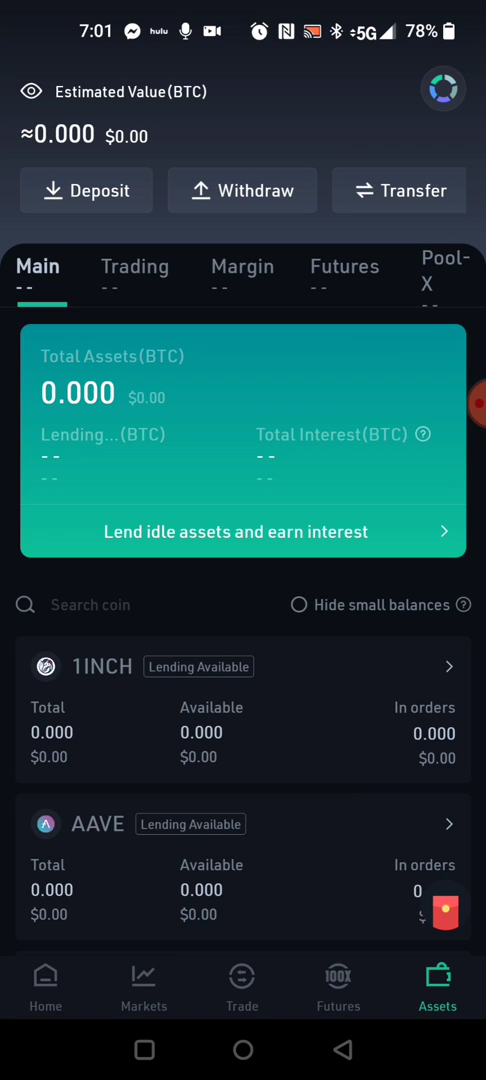 7:01 hulu 5G 78%
Estimated Value(BTC)
≈0.000 $0.00
Deposit Withdraw Transfer
Main Trading Margin Futures Pool-X
-- -- -- -- --
Total Assets(BTC)
0.000 $0.00
Lending...(BTC) Total Interest(BTC)
-- --
-- --
Lend idle assets and earn interest
Search coin Hide small balances
1INCH Lending Available
Total Available In orders
0.000 0.000 0.000
$0.00 $0.00 $0.00
AAVE Lending Available
Total Available In orders
0.000 0.000 0
$0.00 $0.00
100X
Home Markets Trade Futures Assets